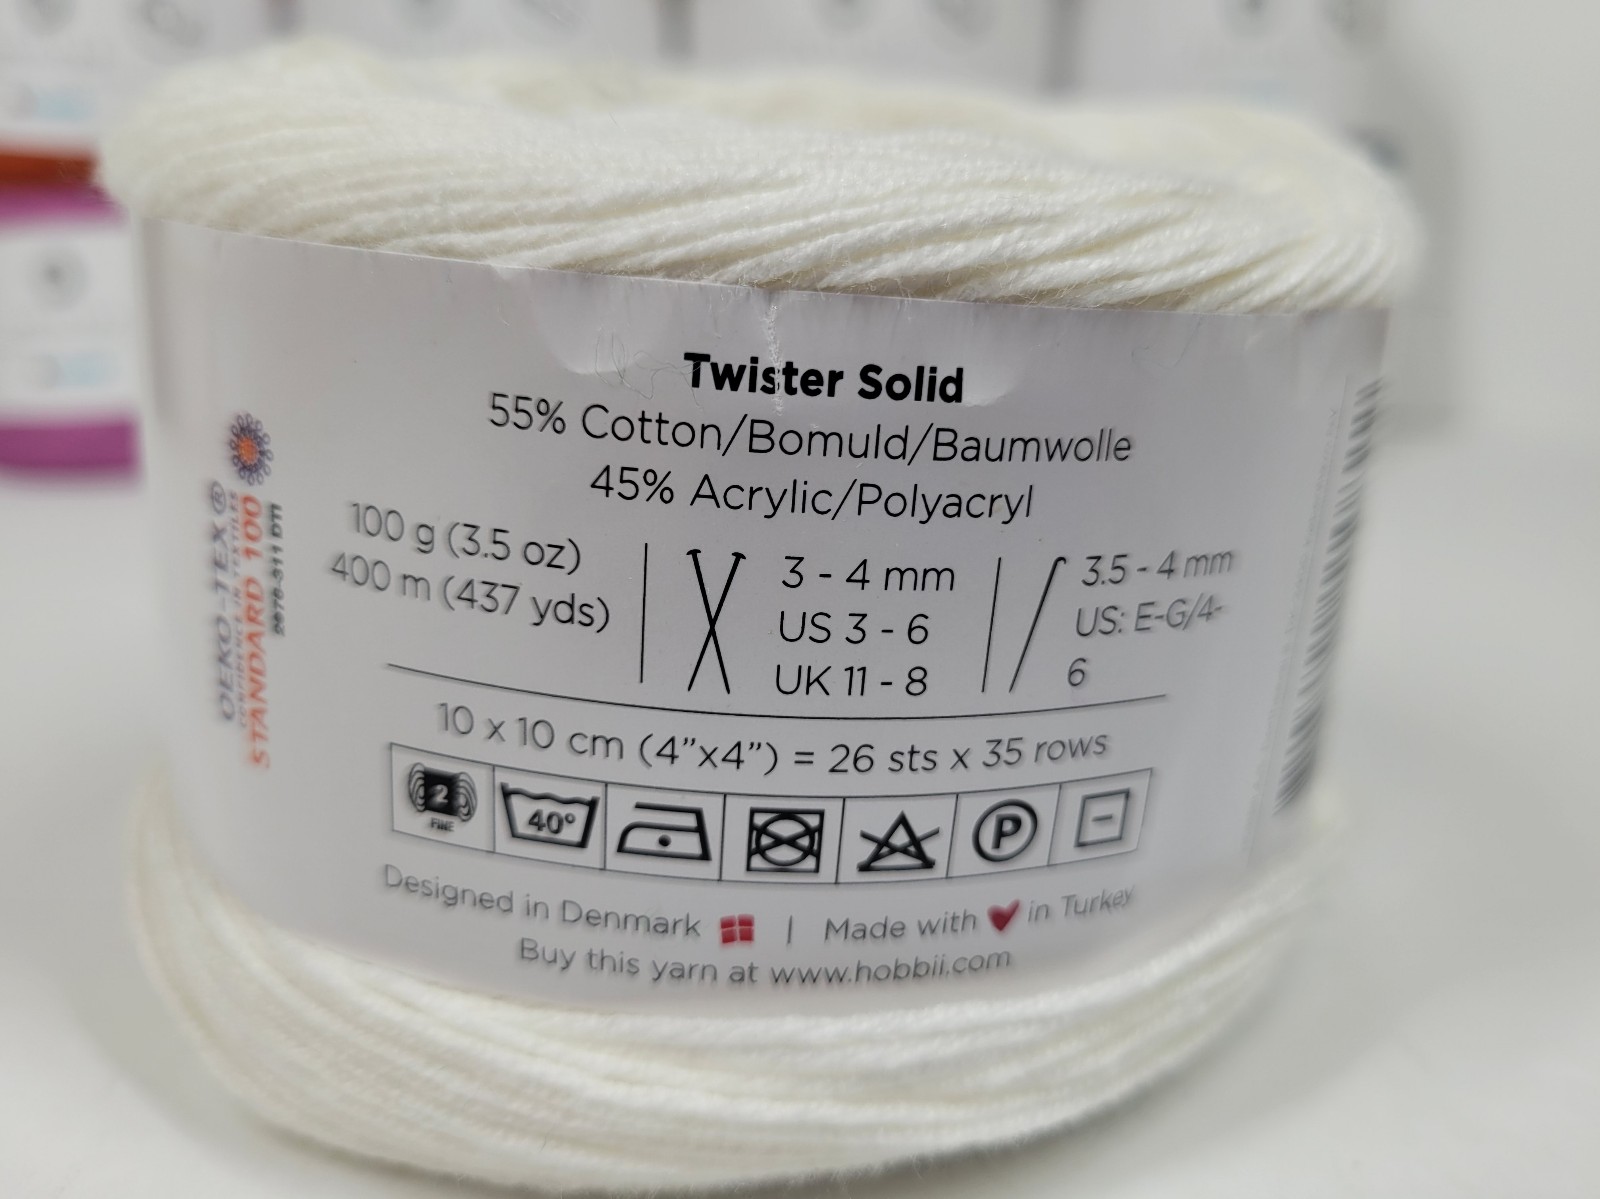 Twister Solid
55% Cotton/Bomuld/Baumwolle
45% Acrylic/Polyacryl
100 g (3.5 oz)
400 m (437 yds)
3 - 4 mm
US 3 - 6
UK 11 - 8
3.5 - 4 mm
US: E-G/4-
6
10 x 10 cm (4”x4”) = 26 sts x 35 rows
2
FINE
40°
P
Designed in Denmark | Made with in Turkey
Buy this yarn at www.hobbii.com
OEKO-TEX®
CONFIDENCE IN TEXTILES
STANDARD 100